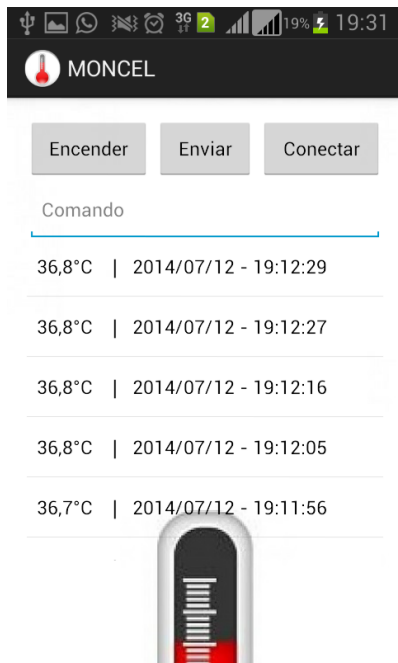 3G 2 19% 19:31
MONCEL
Encender Enviar Conectar
Comando
36,8°C | 2014/07/12 - 19:12:29
36,8°C | 2014/07/12 - 19:12:27
36,8°C | 2014/07/12 - 19:12:16
36,8°C | 2014/07/12 - 19:12:05
36,7°C | 2014/07/12 - 19:11:56